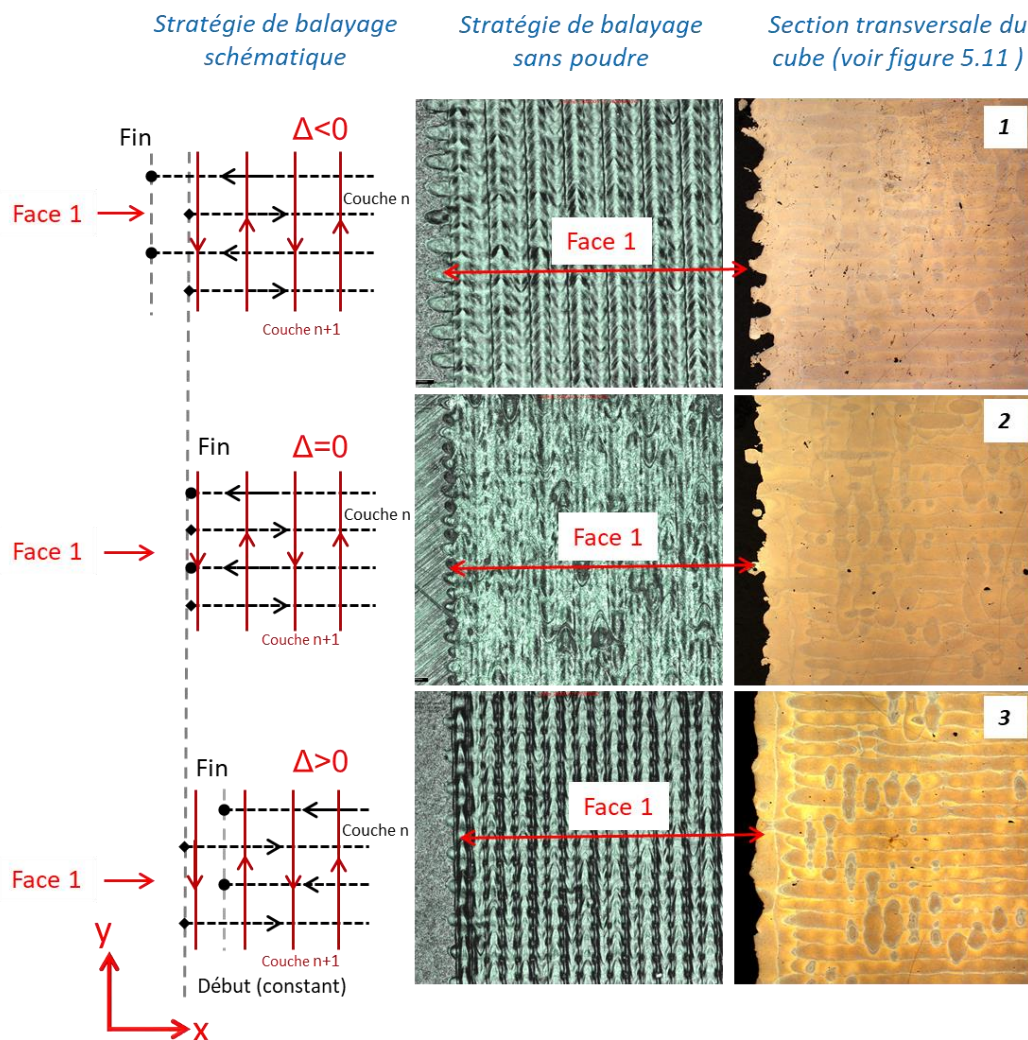 Stratégie de balayage
schématique
Stratégie de balayage
sans poudre
Section transversale du
cube (voir figure 5.11 )
Fin
Δ<0
Couche n
Face 1
Couche n+1
Face 1
1
Fin
Δ=0
Couche n
Face 1
Couche n+1
Face 1
2
Fin
Δ>0
Couche n
Face 1
Couche n+1
Début (constant)
Face 1
3
y
x